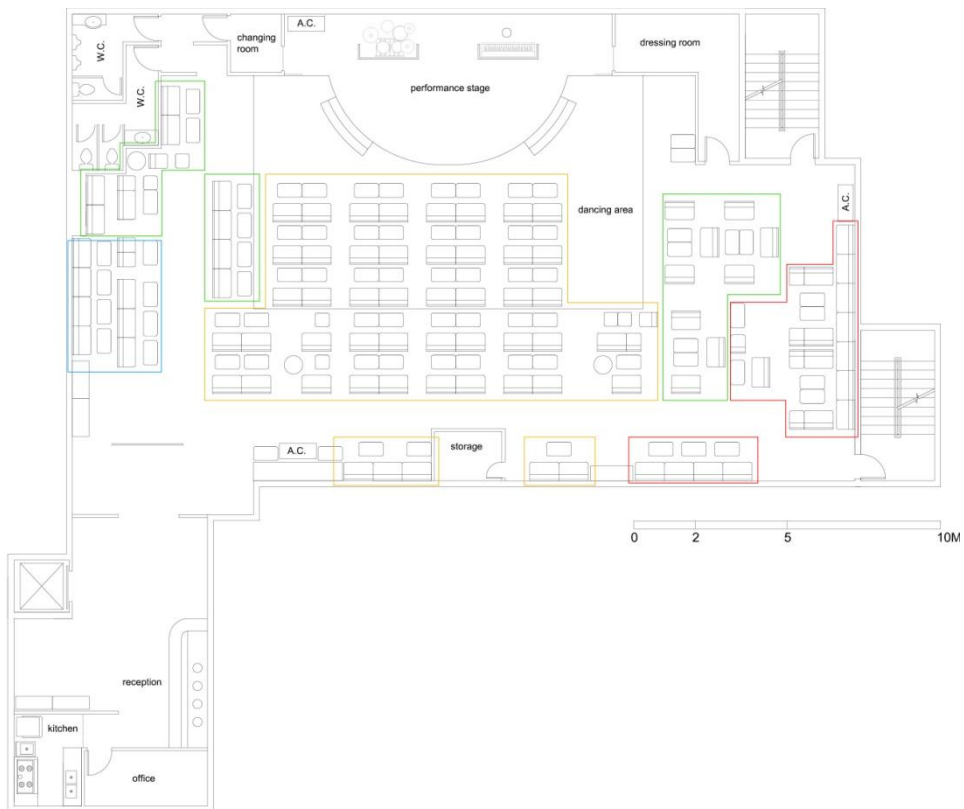 W.C.
changing
room
A.C.
dressing room
performance stage
W.C.
A.C.
dancing area
storage
A.C.
0 2 5 10M
reception
kitchen
office